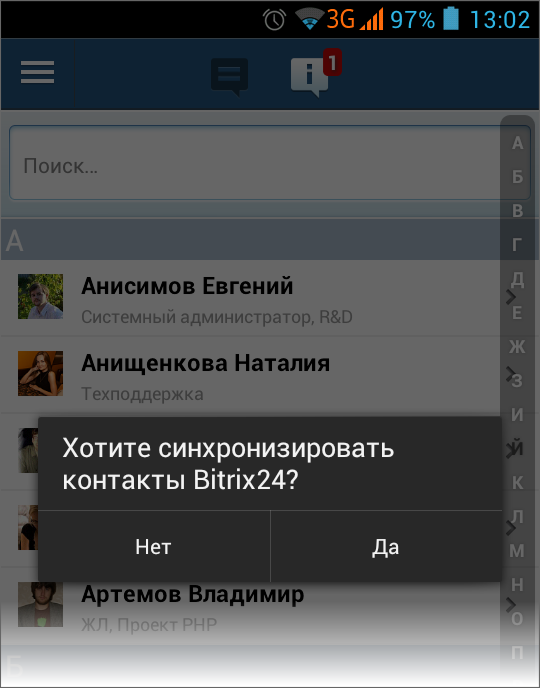 3G 97% 13:02
1
Поиск...
А
Анисимов Евгений
Системный администратор, R&D
Анищенкова Наталия
Техподдержка
Хотите синхронизировать
контакты Bitrix24?
Нет Да
Артемов Владимир
ЖЛ, Проект PHP
Б
А
Б
В
Г
Д
Е
Ж
З
И
Й
К
Л
М
Н
О
П